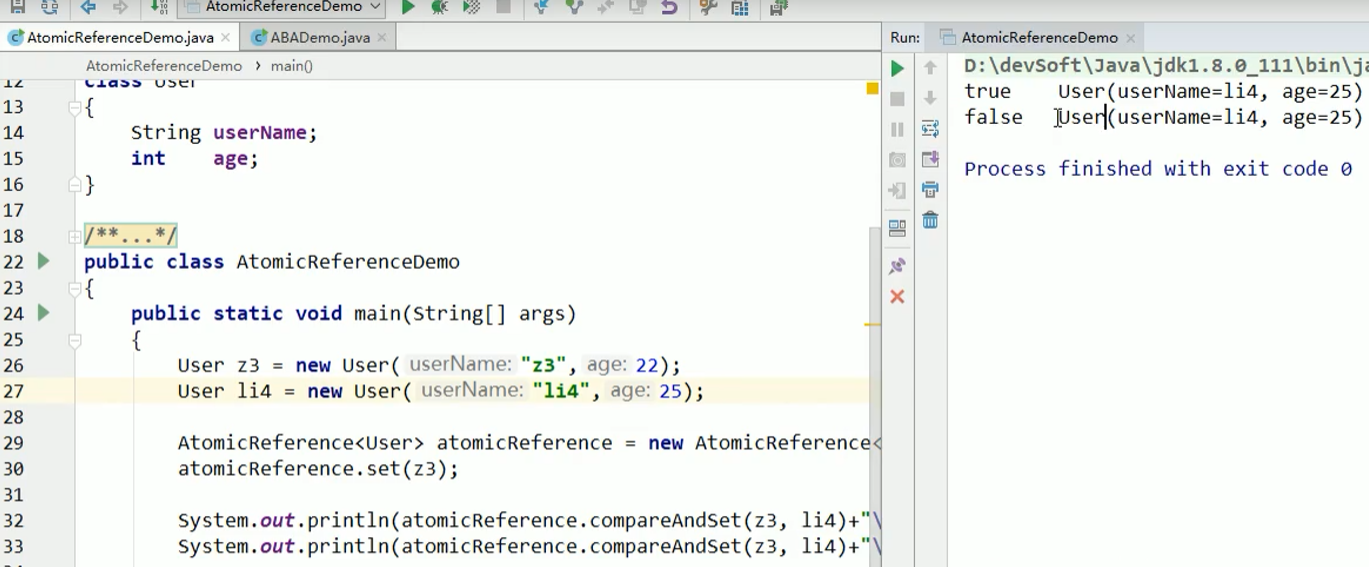 AtomicReferenceDemo
AtomicReferenceDemo.java
ABADemo.java
Run:
AtomicReferenceDemo
AtomicReferenceDemo > main()
12 class User
13 {
14 String userName;
15 int age;
16 }
17
18 /**...*/
22 public class AtomicReferenceDemo
23 {
24 public static void main(String[] args)
25 {
26 User z3 = new User( userName: "z3", age: 22);
27 User li4 = new User( userName: "li4", age: 25);
28
29 AtomicReference<User> atomicReference = new AtomicReference<
30 atomicReference.set(z3);
31
32 System.out.println(atomicReference.compareAndSet(z3, li4)+"\
33 System.out.println(atomicReference.compareAndSet(z3, li4)+"\
D:\devSoft\Java\jdk1.8.0_111\bin\ja
true User(userName=li4, age=25)
false User(userName=li4, age=25)
Process finished with exit code 0